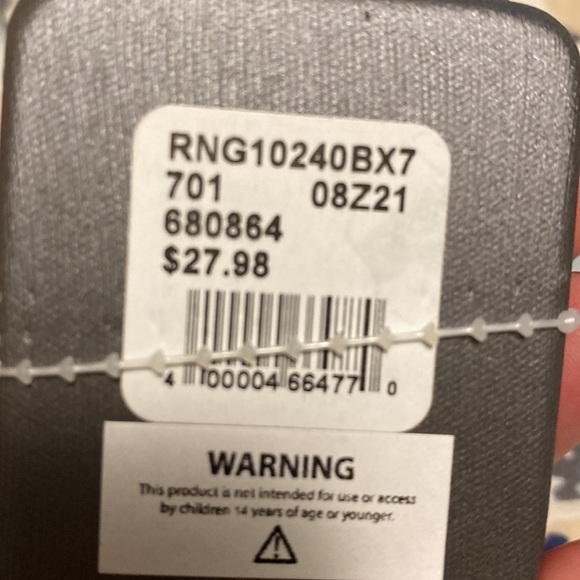 RNG10240BX7
701 08Z21
680864
$27.98
4 00004 66477 0
WARNING
This product is not intended for use or access
by children 14 years of age or younger.